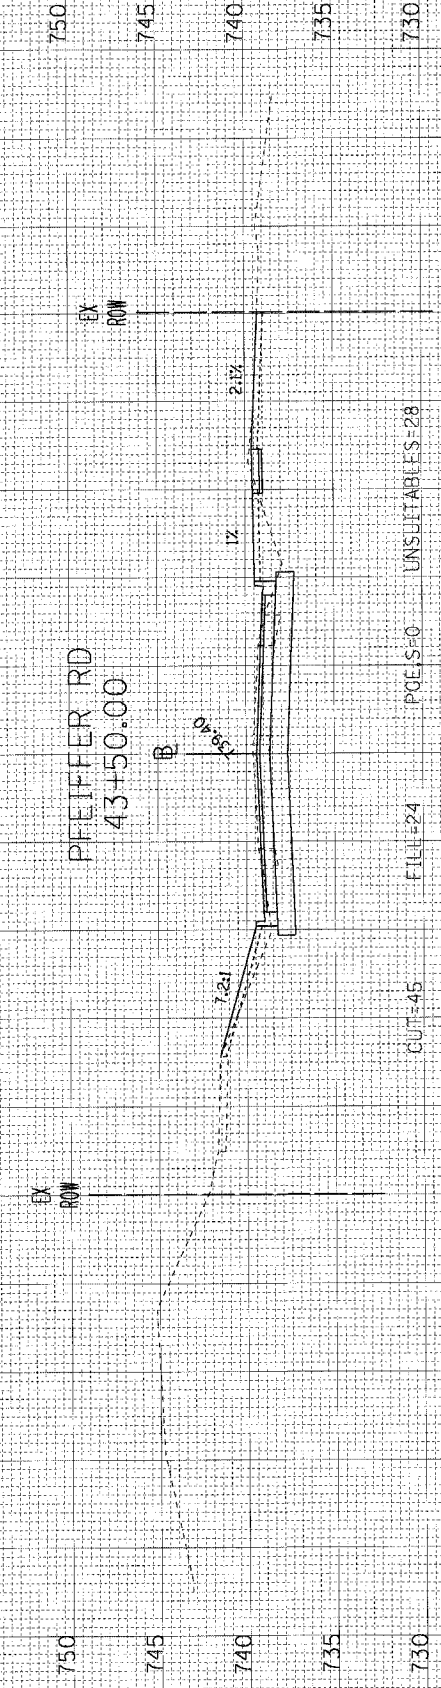 PFEIFFER RD
43+50.00
EX
ROW
EX
ROW
B
739.40
7.2:1
1%
2.1%
750
745
740
735
730
750
745
740
735
730
CUT=45 FILL=24 PGE,S=0 UNSUITABLES=28